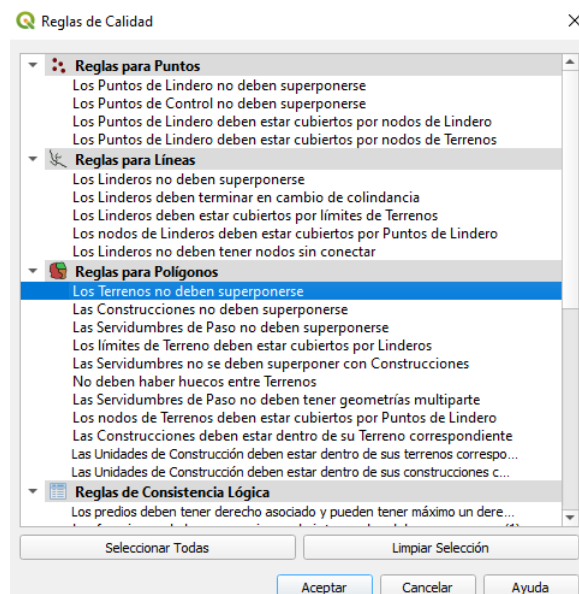 Reglas de Calidad
Reglas para Puntos
Los Puntos de Lindero no deben superponerse
Los Puntos de Control no deben superponerse
Los Puntos de Lindero deben estar cubiertos por nodos de Lindero
Los Puntos de Lindero deben estar cubiertos por nodos de Terrenos
Reglas para Líneas
Los Linderos no deben superponerse
Los Linderos deben terminar en cambio de colindancia
Los Linderos deben estar cubiertos por límites de Terrenos
Los nodos de Linderos deben estar cubiertos por Puntos de Lindero
Los Linderos no deben tener nodos sin conectar
Reglas para Polígonos
Los Terrenos no deben superponerse
Las Construcciones no deben superponerse
Las Servidumbres de Paso no deben superponerse
Los límites de Terreno deben estar cubiertos por Linderos
Las Servidumbres no se deben superponer con Construcciones
No deben haber huecos entre Terrenos
Las Servidumbres de Paso no deben tener geometrías multiparte
Los nodos de Terrenos deben estar cubiertos por Puntos de Lindero
Las Construcciones deben estar dentro de su Terreno correspondiente
Las Unidades de Construcción deben estar dentro de sus terrenos correspo...
Las Unidades de Construcción deben estar dentro de sus construcciones c...
Reglas de Consistencia Lógica
Los predios deben tener derecho asociado y pueden tener máximo un dere...
Seleccionar Todas
Limpiar Selección
Aceptar
Cancelar
Ayuda